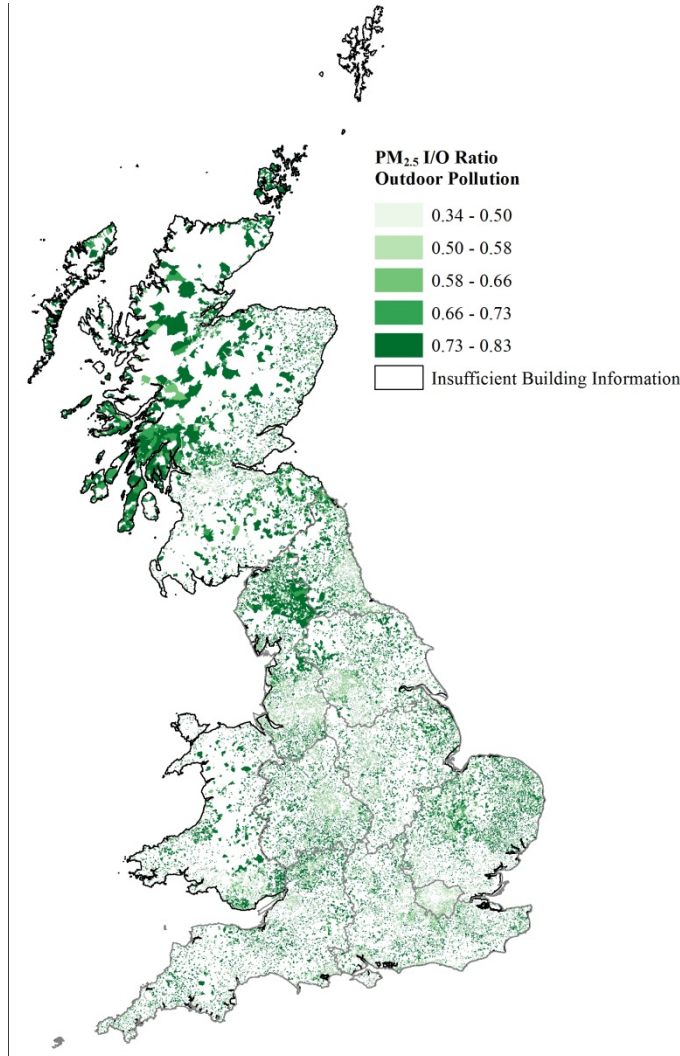 PM2.5 I/O Ratio
Outdoor Pollution
0.34 - 0.50
0.50 - 0.58
0.58 - 0.66
0.66 - 0.73
0.73 - 0.83
Insufficient Building Information